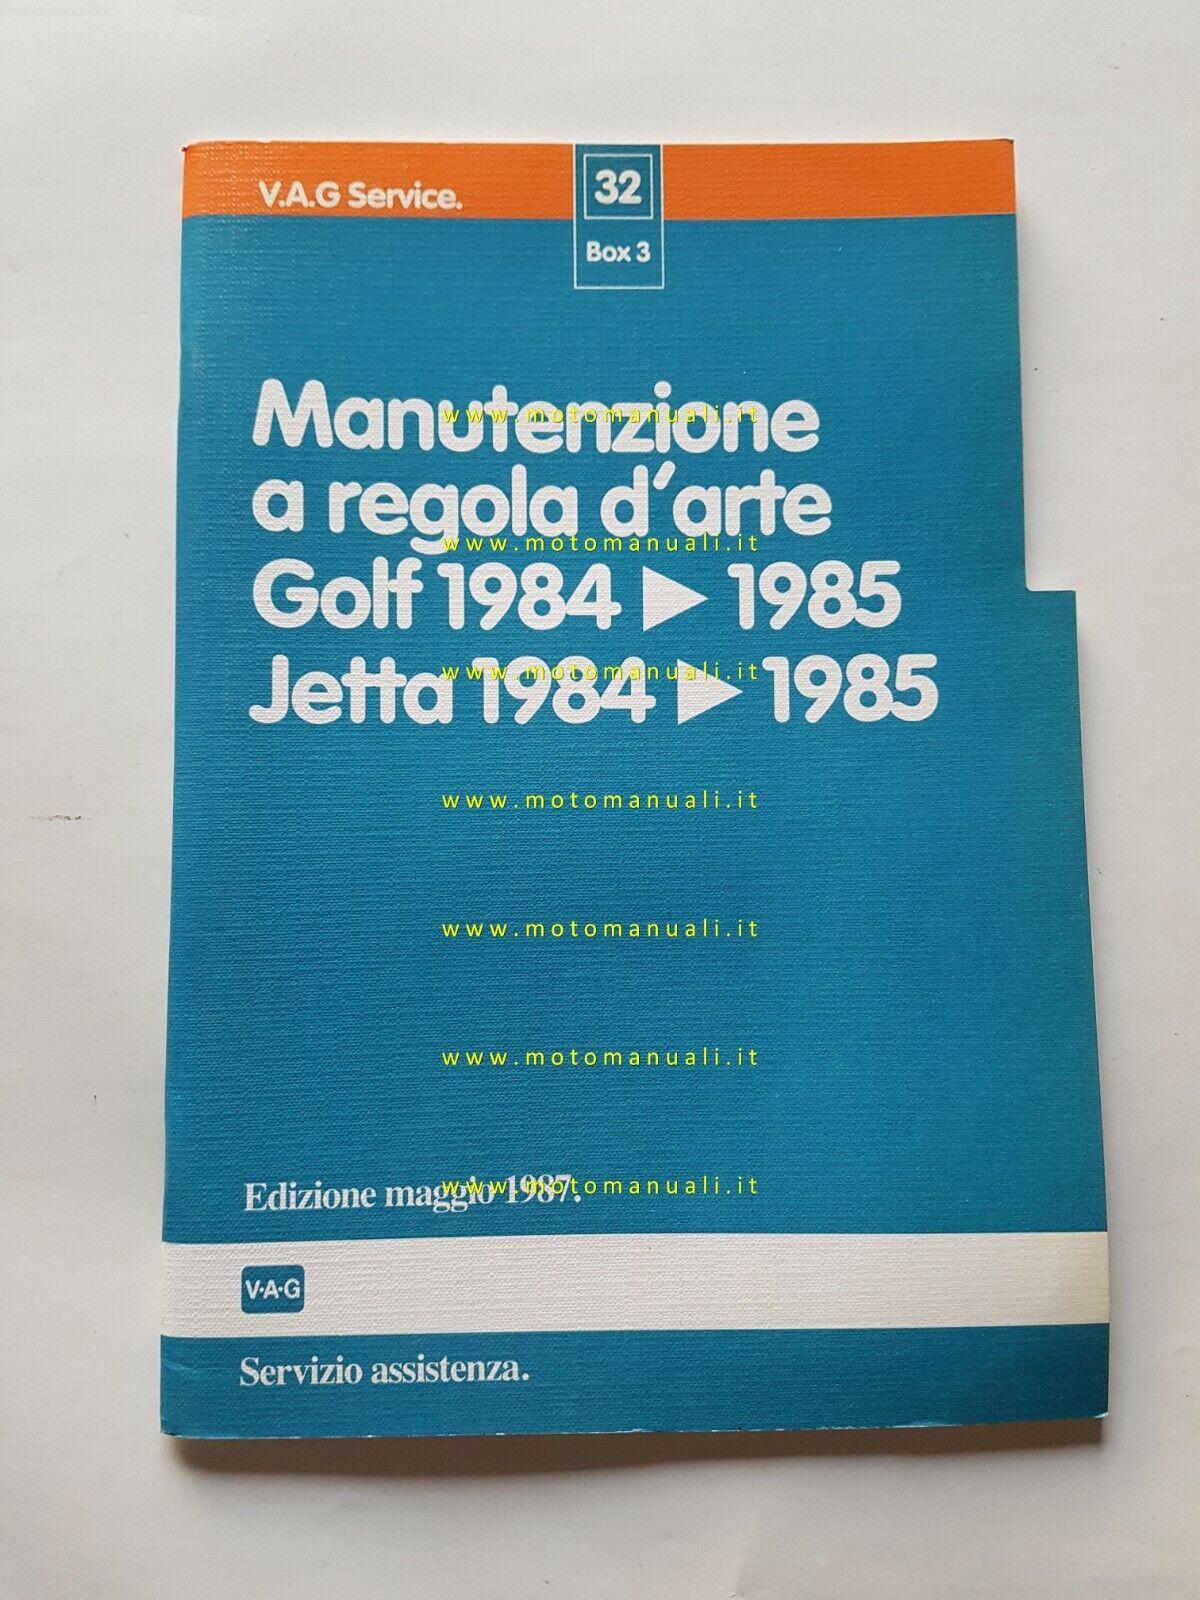 V.A.G Service.
32
Box 3
Manutenzione
www.motomanuali.it
a regola d'arte
www.motomanuali.it
Golf 1984 ▶ 1985
Jetta 1984 ▶ 1985
www.motomanuali.it
www.motomanuali.it
www.motomanuali.it
www.motomanuali.it
Edizione maggio 1987.
www.motomanuali.it
V·A·G
Servizio assistenza.